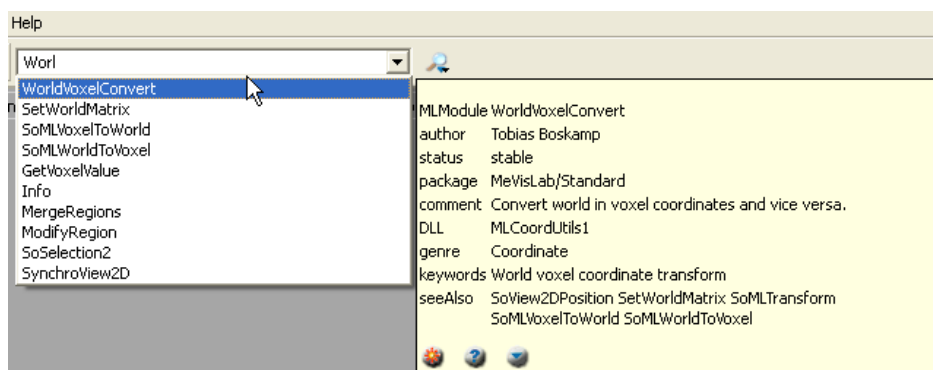 Help
Worl
WorldVoxelConvert
SetWorldMatrix
SoMLVoxelToWorld
SoMLWorldToVoxel
GetVoxelValue
Info
MergeRegions
ModifyRegion
SoSelection2
SynchroView2D
MLModule WorldVoxelConvert
author Tobias Boskamp
status stable
package MeVisLab/Standard
comment Convert world in voxel coordinates and vice versa.
DLL MLCoordUtils1
genre Coordinate
keywords World voxel coordinate transform
seeAlso SoView2DPosition SetWorldMatrix SoMLTransform
SoMLVoxelToWorld SoMLWorldToVoxel